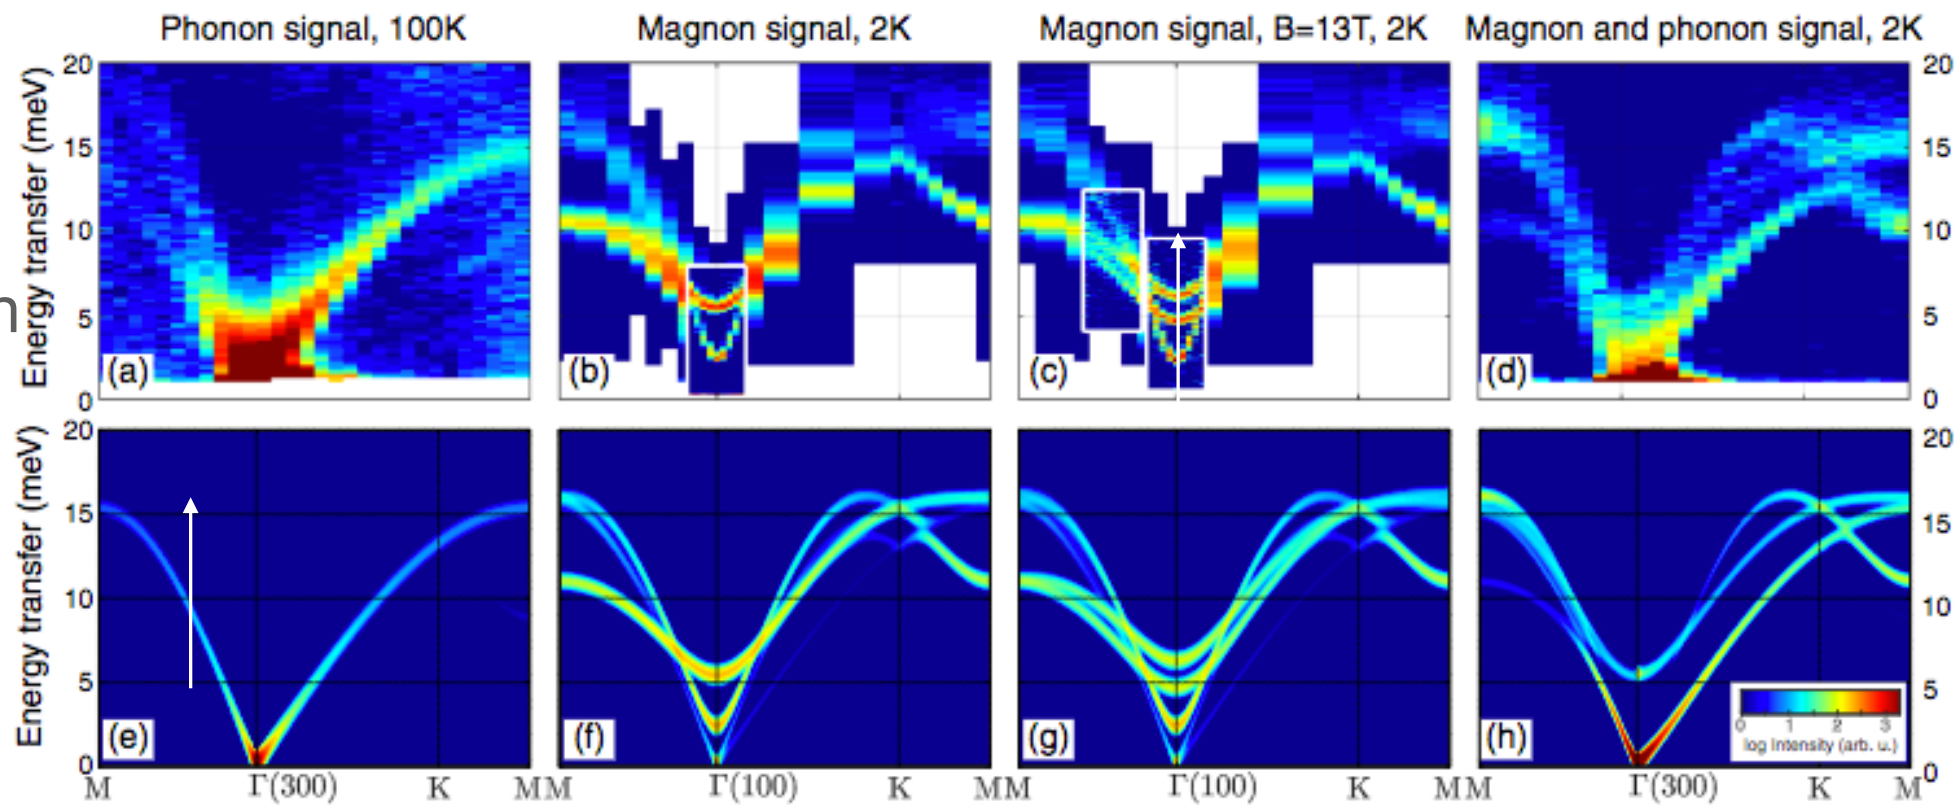 Phonon signal, 100K
Magnon signal, 2K
Magnon signal, B=13T, 2K
Magnon and phonon signal, 2K
Energy transfer (meV)
20
15
10
5
0
n
(a)
(b)
(c)
(d)
20
15
10
5
0
Energy transfer (meV)
20
15
10
5
0
(e)
(f)
(g)
(h)
20
15
10
5
0
0 1 2 3
log Intensity (arb. u.)
M Γ(300) K M
M Γ(100) K M
M Γ(100) K M
M Γ(300) K M